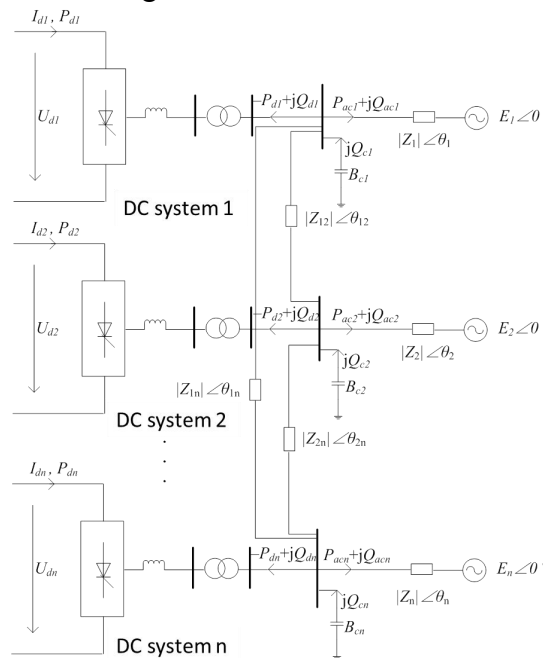 I_{d1}, P_{d1}
U_{d1}
-P_{d1}+jQ_{d1}
P_{ac1}+jQ_{ac1}
|Z_1|∠θ_1
E_1∠0
jQ_{c1}
B_{c1}
DC system 1
|Z_{12}|∠θ_{12}
I_{d2}, P_{d2}
U_{d2}
-P_{d2}+jQ_{d2}
P_{ac2}+jQ_{ac2}
|Z_2|∠θ_2
E_2∠0
jQ_{c2}
B_{c2}
|Z_{1n}|∠θ_{1n}
DC system 2
|Z_{2n}|∠θ_{2n}
I_{dn}, P_{dn}
U_{dn}
-P_{dn}+jQ_{dn}
P_{acn}+jQ_{acn}
|Z_n|∠θ_n
E_n∠0
jQ_{cn}
B_{cn}
DC system n